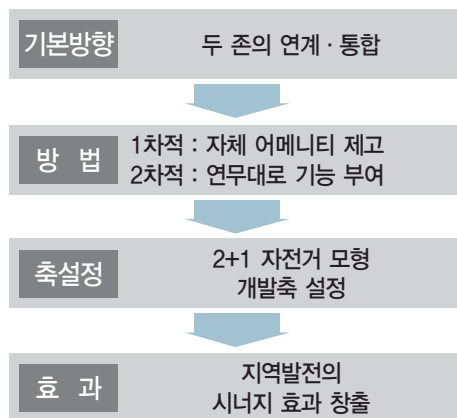 기본방향 두 존의 연계·통합
방 법 1차적 : 자체 어메니티 제고
2차적 : 연무대로 기능 부여
축설정 2+1 자전거 모형
개발축 설정
효 과 지역발전의
시너지 효과 창출